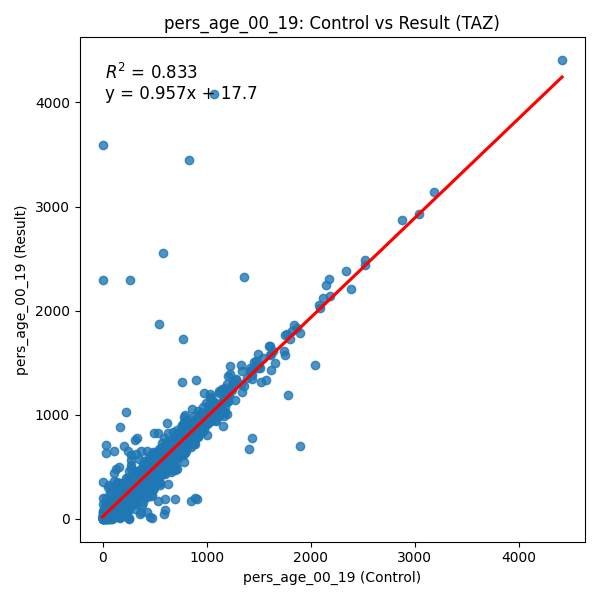 pers_age_00_19: Control vs Result (TAZ)
R² = 0.833
y = 0.957x + 17.7
pers_age_00_19 (Result)
4000
3000
2000
1000
0
0 1000 2000 3000 4000
pers_age_00_19 (Control)